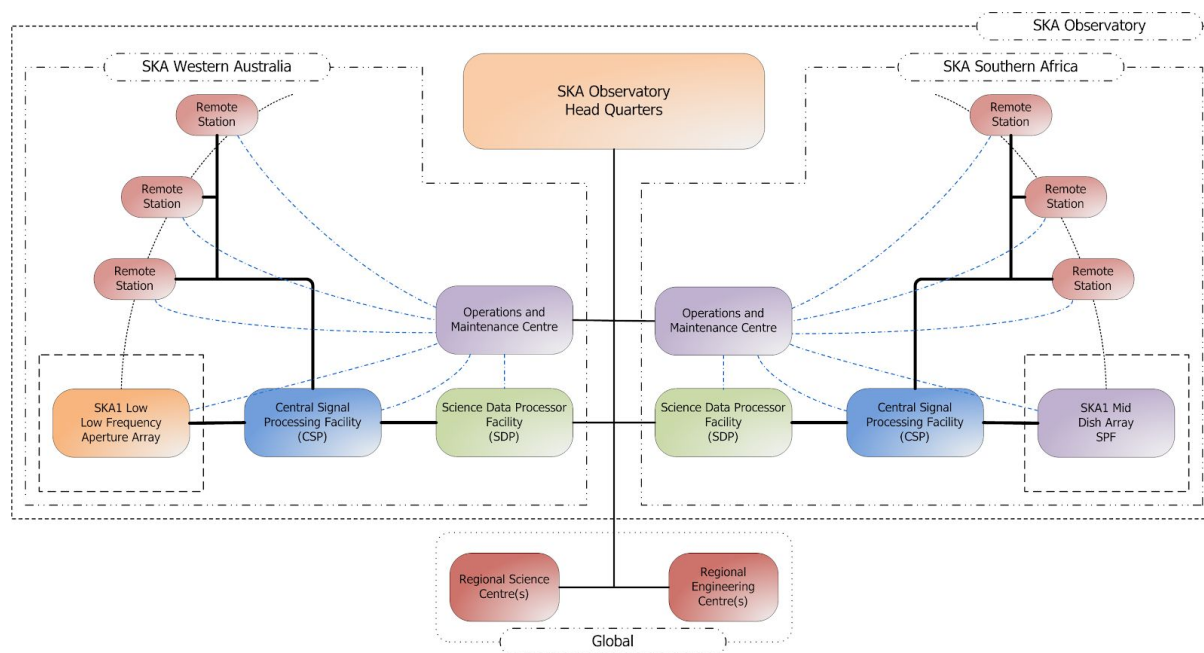 SKA Observatory
SKA Western Australia
SKA Southern Africa
SKA Observatory
Head Quarters
Remote
Station
Remote
Station
Remote
Station
Operations and
Maintenance Centre
SKA1 Low
Low Frequency
Aperture Array
Central Signal
Processing Facility
(CSP)
Science Data Processor
Facility
(SDP)
Remote
Station
Remote
Station
Remote
Station
Operations and
Maintenance Centre
Science Data Processor
Facility
(SDP)
Central Signal
Processing Facility
(CSP)
SKA1 Mid
Dish Array
SPF
Regional Science
Centre(s)
Regional
Engineering
Centre(s)
Global